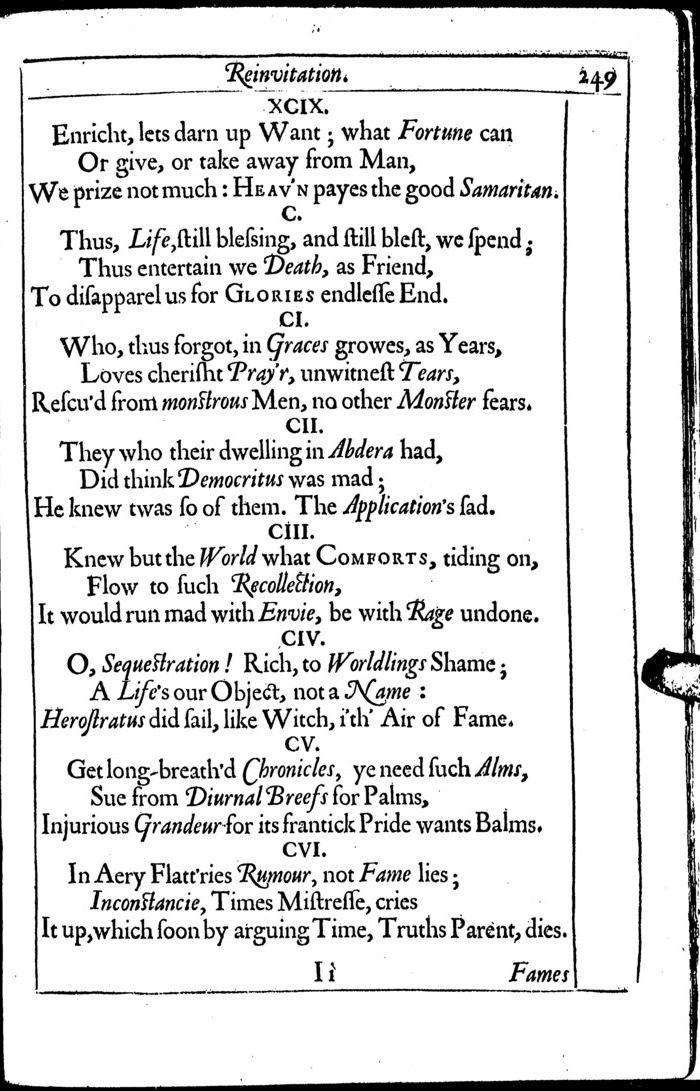 Reinvitation. 249
XCIX.
Enricht, lets darn up Want; what Fortune can
Or give, or take away from Man,
We prize not much: HEAV'N payes the good Samaritan.
C.
Thus, Life, ſtill bleſsing, and ſtill bleſt, we ſpend;
Thus entertain we Death, as Friend,
To diſapparel us for GLORIES endleſſe End.
CI.
Who, thus forgot, in Graces growes, as Years,
Loves cheriſht Pray'r, unwitneſt Tears,
Reſcu'd from monſtrous Men, no other Monſter fears.
CII.
They who their dwelling in Abdera had,
Did think Democritus was mad;
He knew twas ſo of them. The Application's ſad.
CIII.
Knew but the World what COMFORTS, tiding on,
Flow to ſuch Recollection,
It would run mad with Envie, be with Rage undone.
CIV.
O, Sequeſtration! Rich, to Worldlings Shame;
A Life's our Object, not a Name:
Heroſtratus did ſail, like Witch, i'th' Air of Fame.
CV.
Get long-breath'd Chronicles, ye need ſuch Alms,
Sue from Diurnal Breefs for Palms,
Injurious Grandeur for its frantick Pride wants Balms.
CVI.
In Aery Flatt'ries Rumour, not Fame lies;
Inconſtancie, Times Miſtreſſe, cries
It up, which ſoon by arguing Time, Truths Parent, dies.
Ii Fames